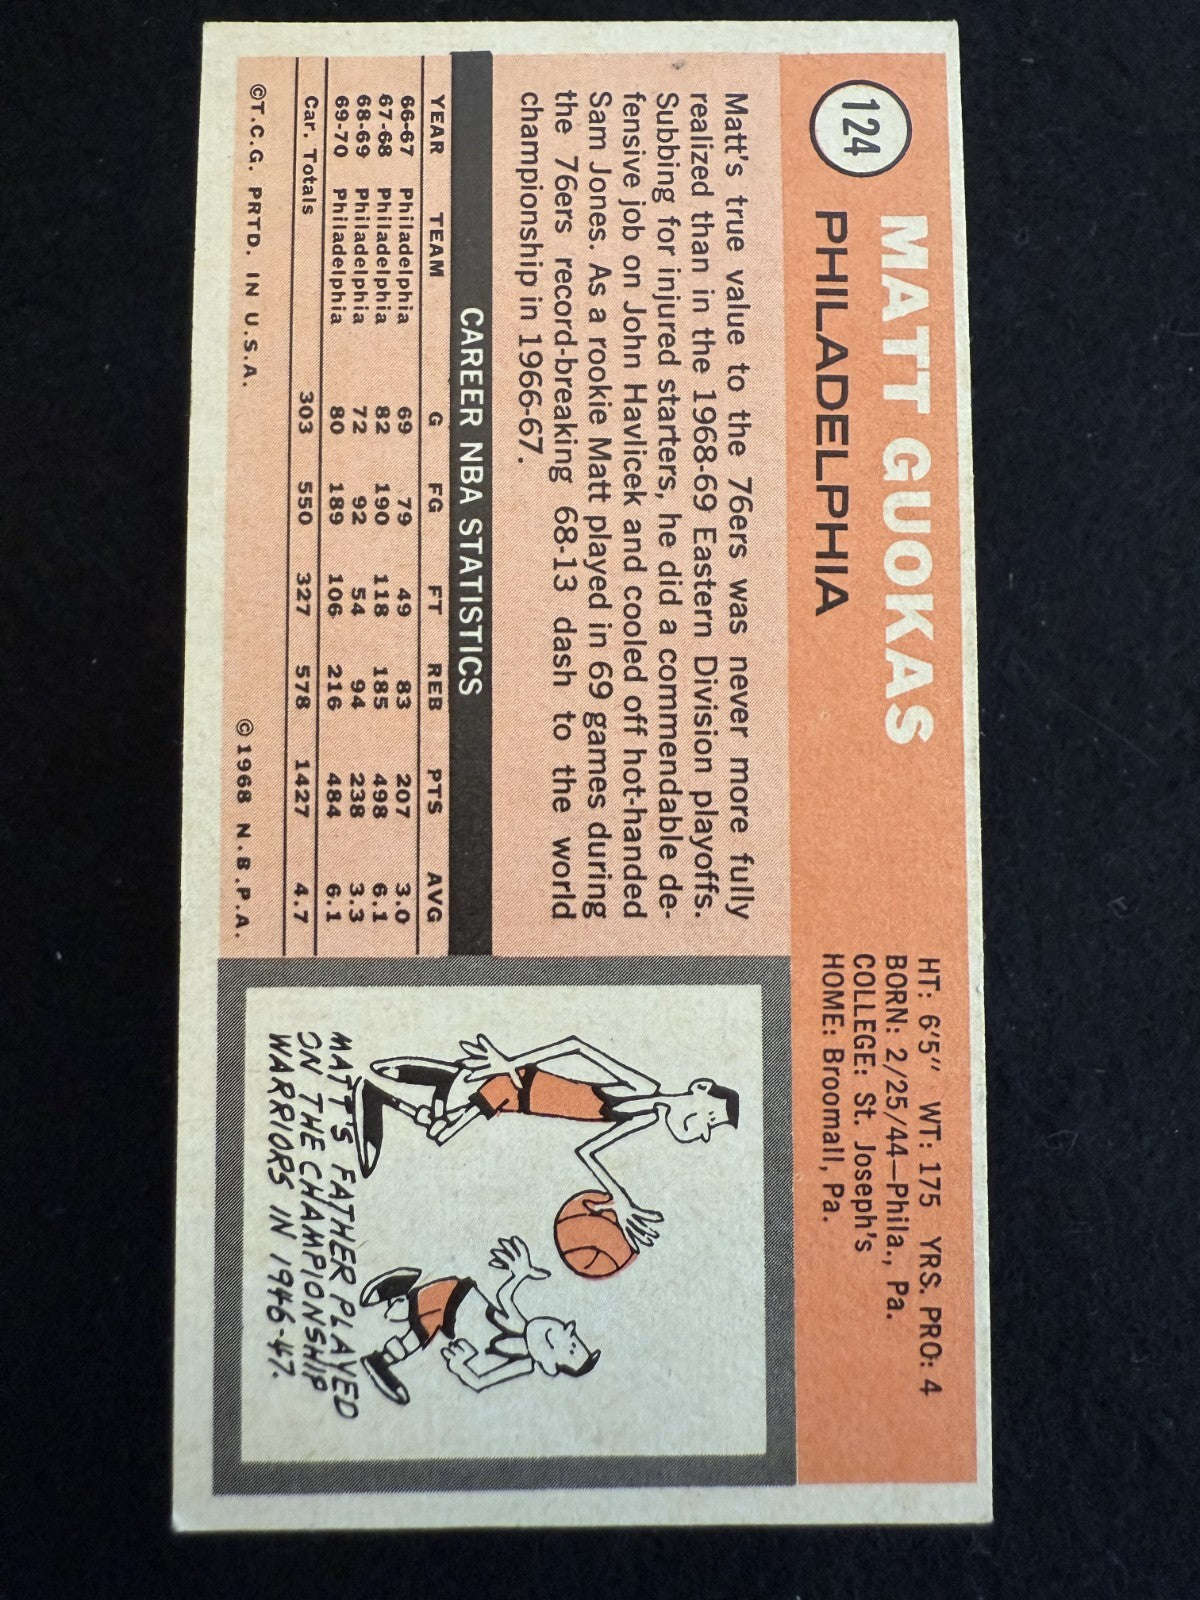 124
MATT GUOKAS
PHILADELPHIA
HT: 6'5" WT: 175 YRS. PRO: 4
BORN: 2/25/44—Phila., Pa.
COLLEGE: St. Joseph's
HOME: Broomall, Pa.
Matt's true value to the 76ers was never more fully
realized than in the 1968-69 Eastern Division playoffs.
Subbing for injured starters, he did a commendable de-
fensive job on John Havlicek and cooled off hot-handed
Sam Jones. As a rookie Matt played in 69 games during
the 76ers record-breaking 68-13 dash to the world
championship in 1966-67.
CAREER NBA STATISTICS
YEAR TEAM G FG FT REB PTS AVG
66-67 Philadelphia 69 79 49 83 207 3.0
67-68 Philadelphia 82 190 118 185 498 6.1
68-69 Philadelphia 72 92 54 94 238 3.3
69-70 Philadelphia 80 189 106 216 484 6.1
Car. Totals 303 550 327 578 1427 4.7
©T.C.G. PRTD. IN U.S.A. © 1968 N.B.P.A.
MATT'S FATHER PLAYED
ON THE CHAMPIONSHIP
WARRIORS IN 1946-47.